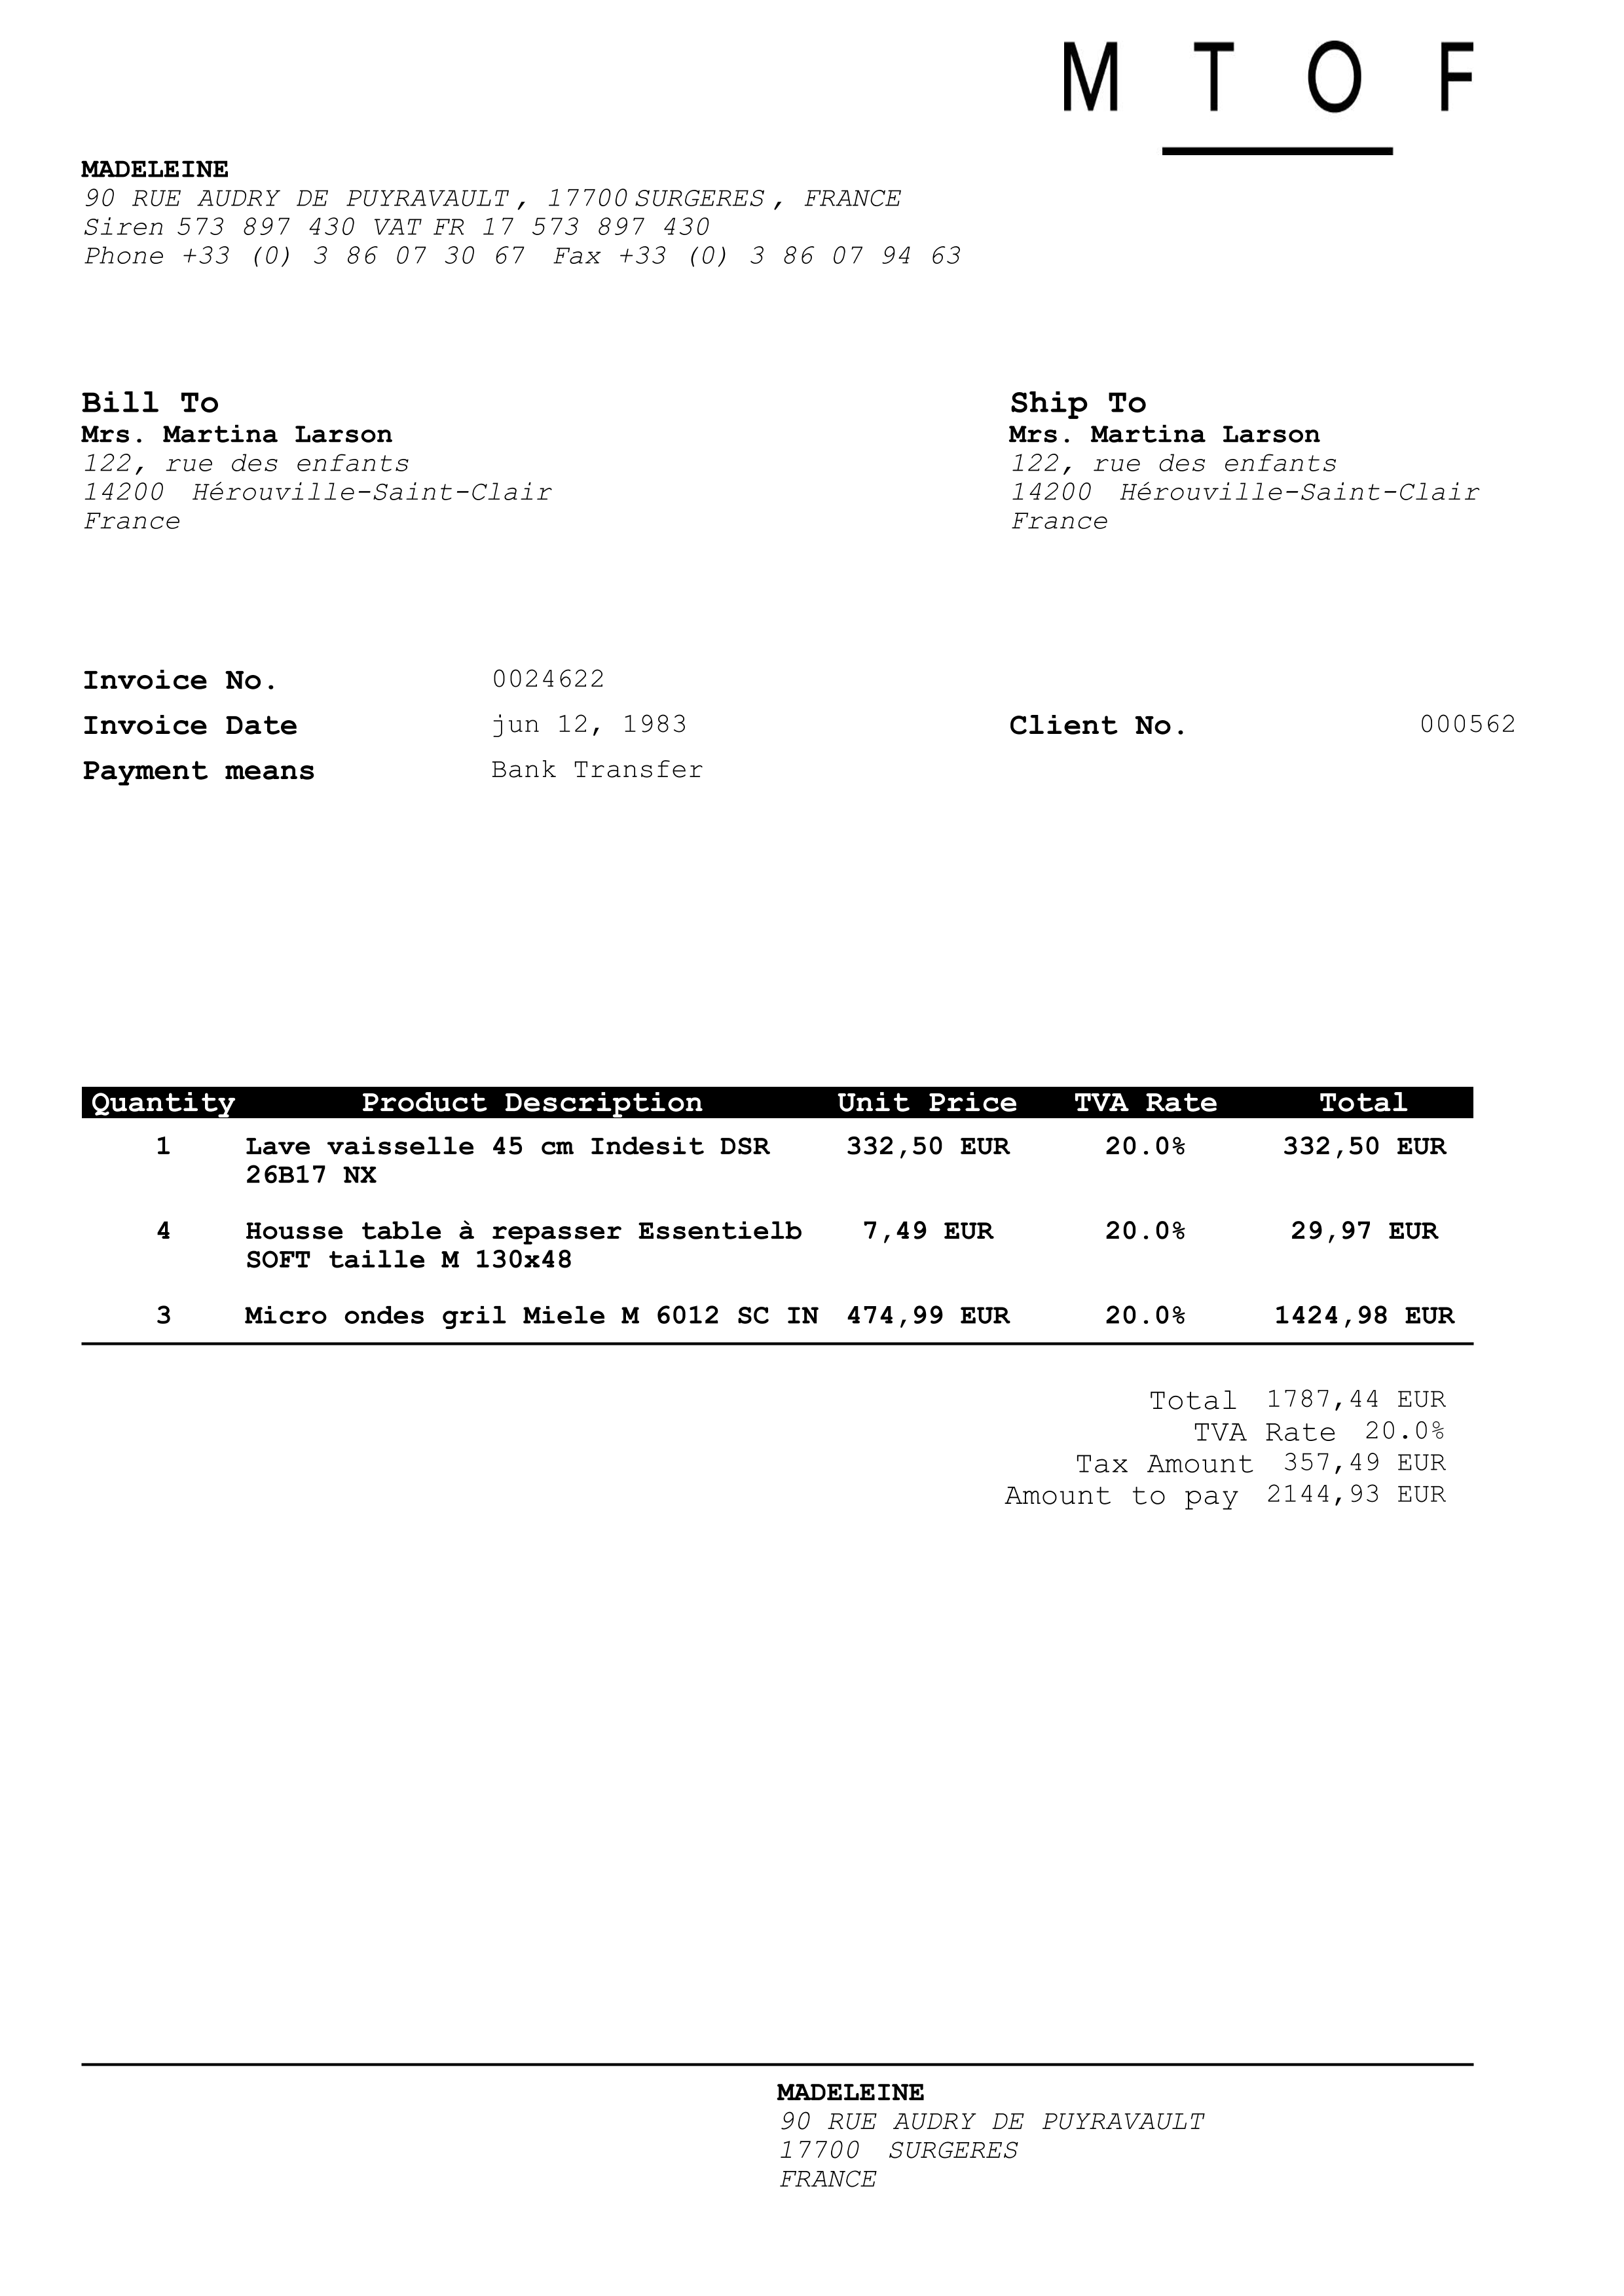 M T O F
MADELEINE
90 RUE AUDRY DE PUYRAVAULT, 17700 SURGERES, FRANCE
Siren 573 897 430 VAT FR 17 573 897 430
Phone +33 (0) 3 86 07 30 67 Fax +33 (0) 3 86 07 94 63
Bill To
Mrs. Martina Larson
122, rue des enfants
14200 Hérouville-Saint-Clair
France
Ship To
Mrs. Martina Larson
122, rue des enfants
14200 Hérouville-Saint-Clair
France
Invoice No. 0024622
Invoice Date jun 12, 1983 Client No. 000562
Payment means Bank Transfer
Quantity Product Description Unit Price TVA Rate Total
1 Lave vaisselle 45 cm Indesit DSR 332,50 EUR 20.0% 332,50 EUR
26B17 NX
4 Housse table à repasser Essentielb 7,49 EUR 20.0% 29,97 EUR
SOFT taille M 130x48
3 Micro ondes gril Miele M 6012 SC IN 474,99 EUR 20.0% 1424,98 EUR
Total 1787,44 EUR
TVA Rate 20.0%
Tax Amount 357,49 EUR
Amount to pay 2144,93 EUR
MADELEINE
90 RUE AUDRY DE PUYRAVAULT
17700 SURGERES
FRANCE